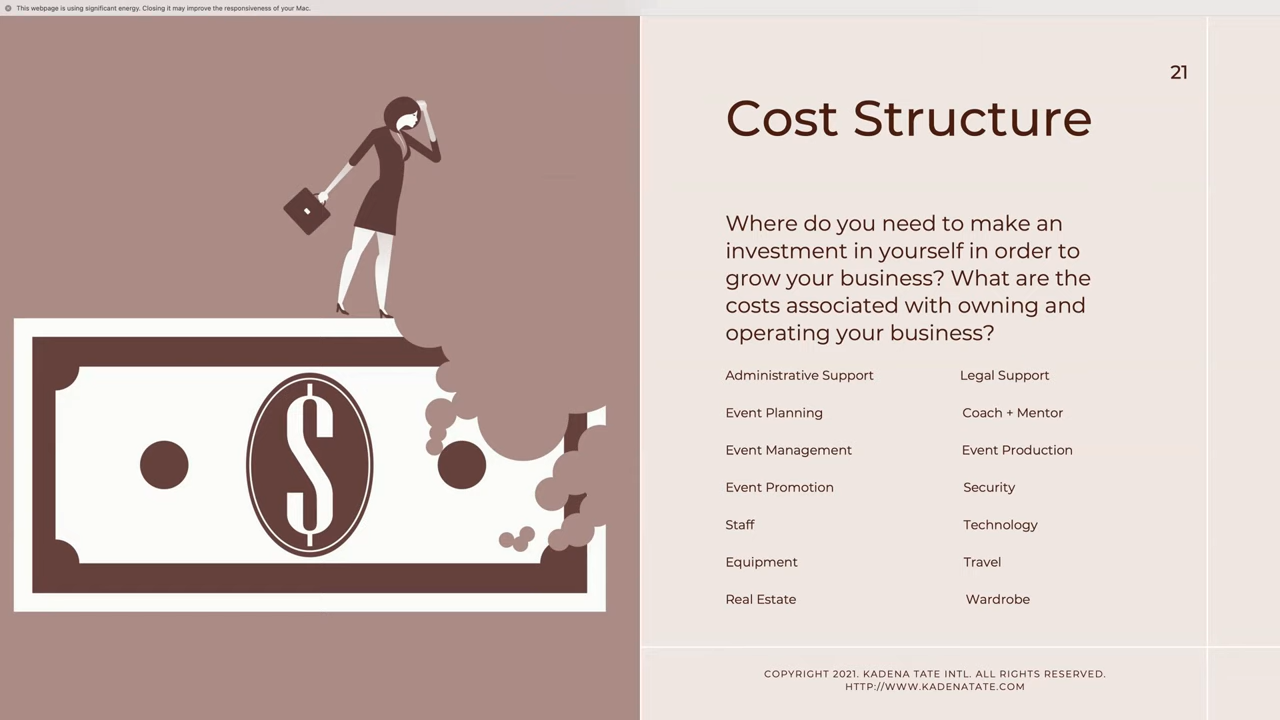 This webpage is using significant energy. Closing it may improve the responsiveness of your Mac.
21
Cost Structure
Where do you need to make an
investment in yourself in order to
grow your business? What are the
costs associated with owning and
operating your business?
Administrative Support
Legal Support
Event Planning
Coach + Mentor
Event Management
Event Production
Event Promotion
Security
Staff
Technology
Equipment
Travel
Real Estate
Wardrobe
$
COPYRIGHT 2021. KADENA TATE INTL. ALL RIGHTS RESERVED.
HTTP://WWW.KADENATATE.COM